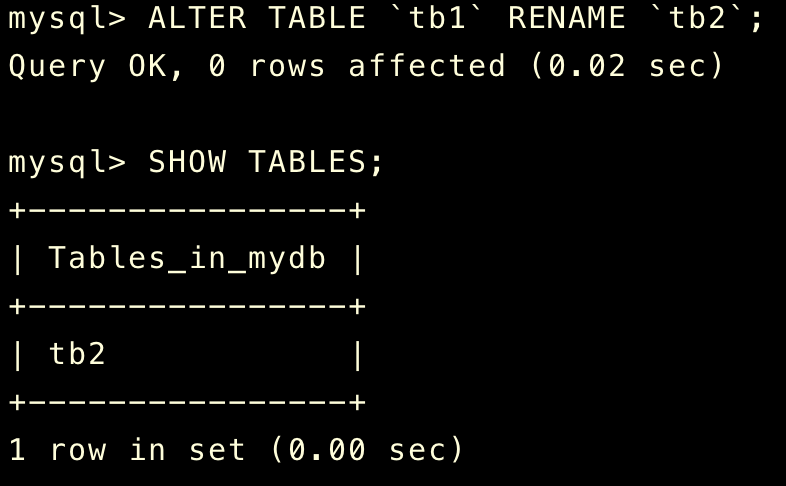 mysql> ALTER TABLE `tb1` RENAME `tb2`;
Query OK, 0 rows affected (0.02 sec)
mysql> SHOW TABLES;
+----------------+
| Tables_in_mydb |
+----------------+
| tb2            |
+----------------+
1 row in set (0.00 sec)